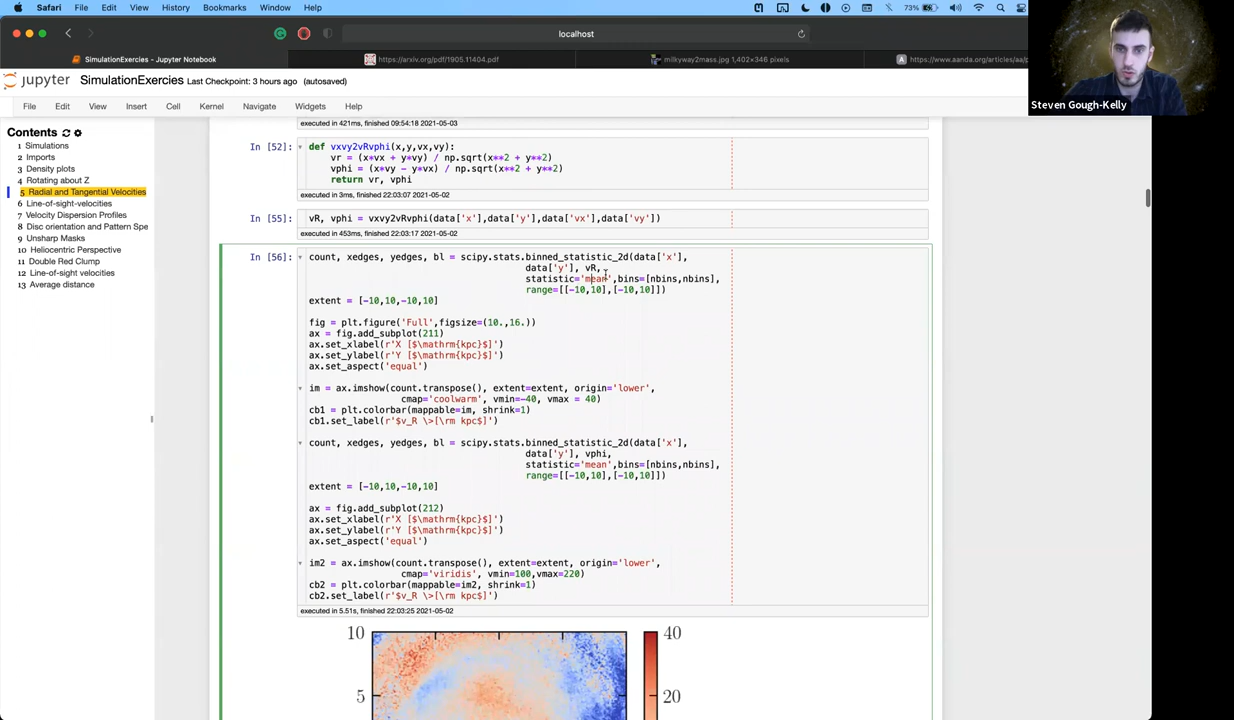 Safari File Edit View History Bookmarks Window Help 73%
localhost
SimulationExercies - Jupyter Notebook
https://arxiv.org/pdf/1905.11404.pdf
milkyway2mass.jpg 1,402×346 pixels
https://www.aanda.org/articles/aa/p
Steven Gough-Kelly
jupyter SimulationExercies Last Checkpoint: 3 hours ago (autosaved)
File Edit View Insert Cell Kernel Navigate Widgets Help
Contents
1 Simulations
2 Imports
3 Density plots
4 Rotating about Z
5 Radial and Tangential Velocities
6 Line-of-sight-velocities
7 Velocity Dispersion Profiles
8 Disc orientation and Pattern Spe
9 Unsharp Masks
10 Heliocentric Perspective
11 Double Red Clump
12 Line-of-sight velocities
13 Average distance
executed in 421ms, finished 09:54:18 2021-05-03
In [52]: def vxvy2vRvphi(x,y,vx,vy):
vr = (x*vx + y*vy) / np.sqrt(x**2 + y**2)
vphi = (x*vy - y*vx) / np.sqrt(x**2 + y**2)
return vr, vphi
executed in 3ms, finished 22:03:07 2021-05-02
In [55]: vR, vphi = vxvy2vRvphi(data['x'],data['y'],data['vx'],data['vy'])
executed in 453ms, finished 22:03:17 2021-05-02
In [56]: count, xedges, yedges, bl = scipy.stats.binned_statistic_2d(data['x'],
data['y'], vR,
statistic='mean',bins=[nbins,nbins],
range=[[-10,10],[-10,10]])
extent = [-10,10,-10,10]
fig = plt.figure('Full',figsize=(10.,16.))
ax = fig.add_subplot(211)
ax.set_xlabel(r'X [$\mathrm{kpc}$]')
ax.set_ylabel(r'Y [$\mathrm{kpc}$]')
ax.set_aspect('equal')
im = ax.imshow(count.transpose(), extent=extent, origin='lower',
cmap='coolwarm', vmin=-40, vmax = 40)
cb1 = plt.colorbar(mappable=im, shrink=1)
cb1.set_label(r'$v_R \>[\rm kpc$]')
count, xedges, yedges, bl = scipy.stats.binned_statistic_2d(data['x'],
data['y'], vphi,
statistic='mean',bins=[nbins,nbins],
range=[[-10,10],[-10,10]])
extent = [-10,10,-10,10]
ax = fig.add_subplot(212)
ax.set_xlabel(r'X [$\mathrm{kpc}$]')
ax.set_ylabel(r'Y [$\mathrm{kpc}$]')
ax.set_aspect('equal')
im2 = ax.imshow(count.transpose(), extent=extent, origin='lower',
cmap='viridis', vmin=100,vmax=220)
cb2 = plt.colorbar(mappable=im2, shrink=1)
cb2.set_label(r'$v_R \>[\rm kpc$]')
executed in 5.51s, finished 22:03:25 2021-05-02
10 40
5 20